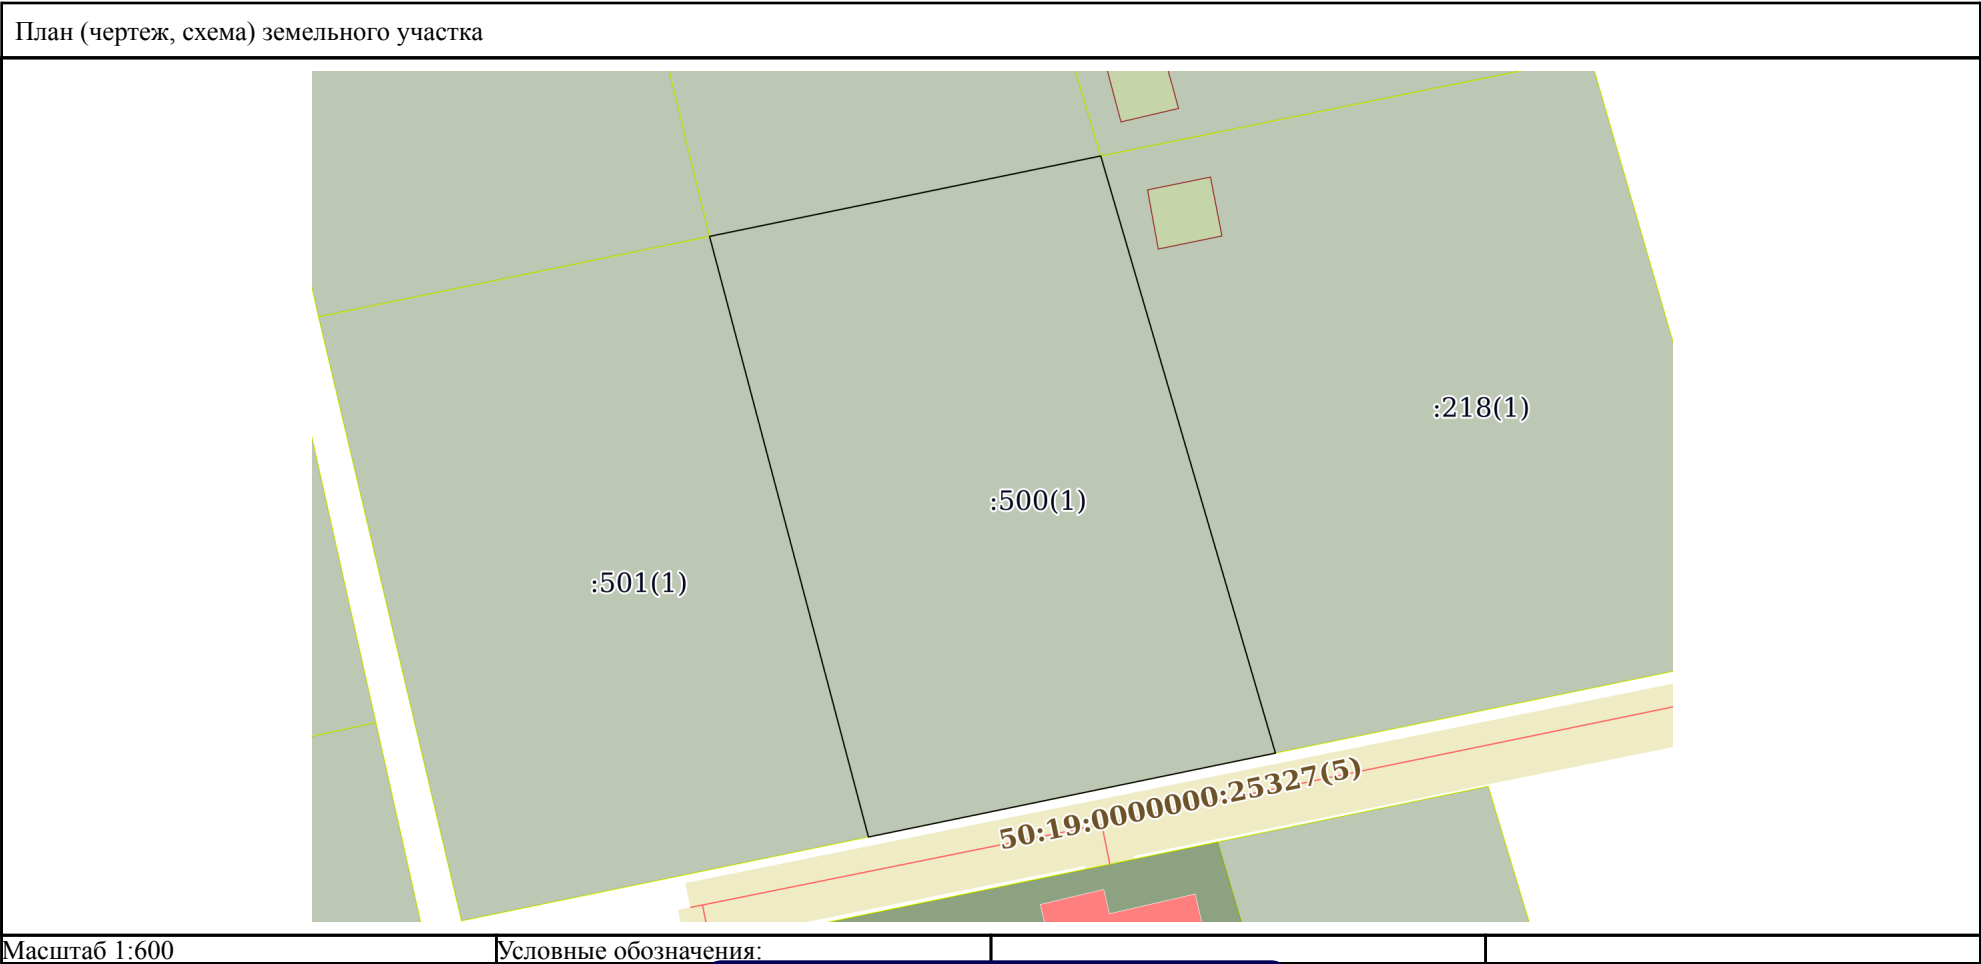 План (чертеж, схема) земельного участка
:218(1)
:500(1)
:501(1)
50:19:0000000:25327(5)
Масштаб 1:600
Условные обозначения: